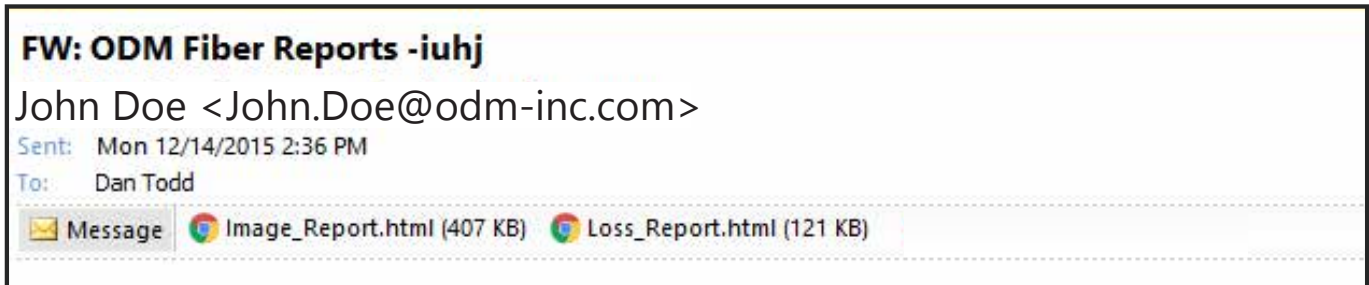 FW: ODM Fiber Reports -iuhj
John Doe <John.Doe@odm-inc.com>
Sent: Mon 12/14/2015 2:36 PM
To: Dan Todd
Message Image_Report.html (407 KB) Loss_Report.html (121 KB)